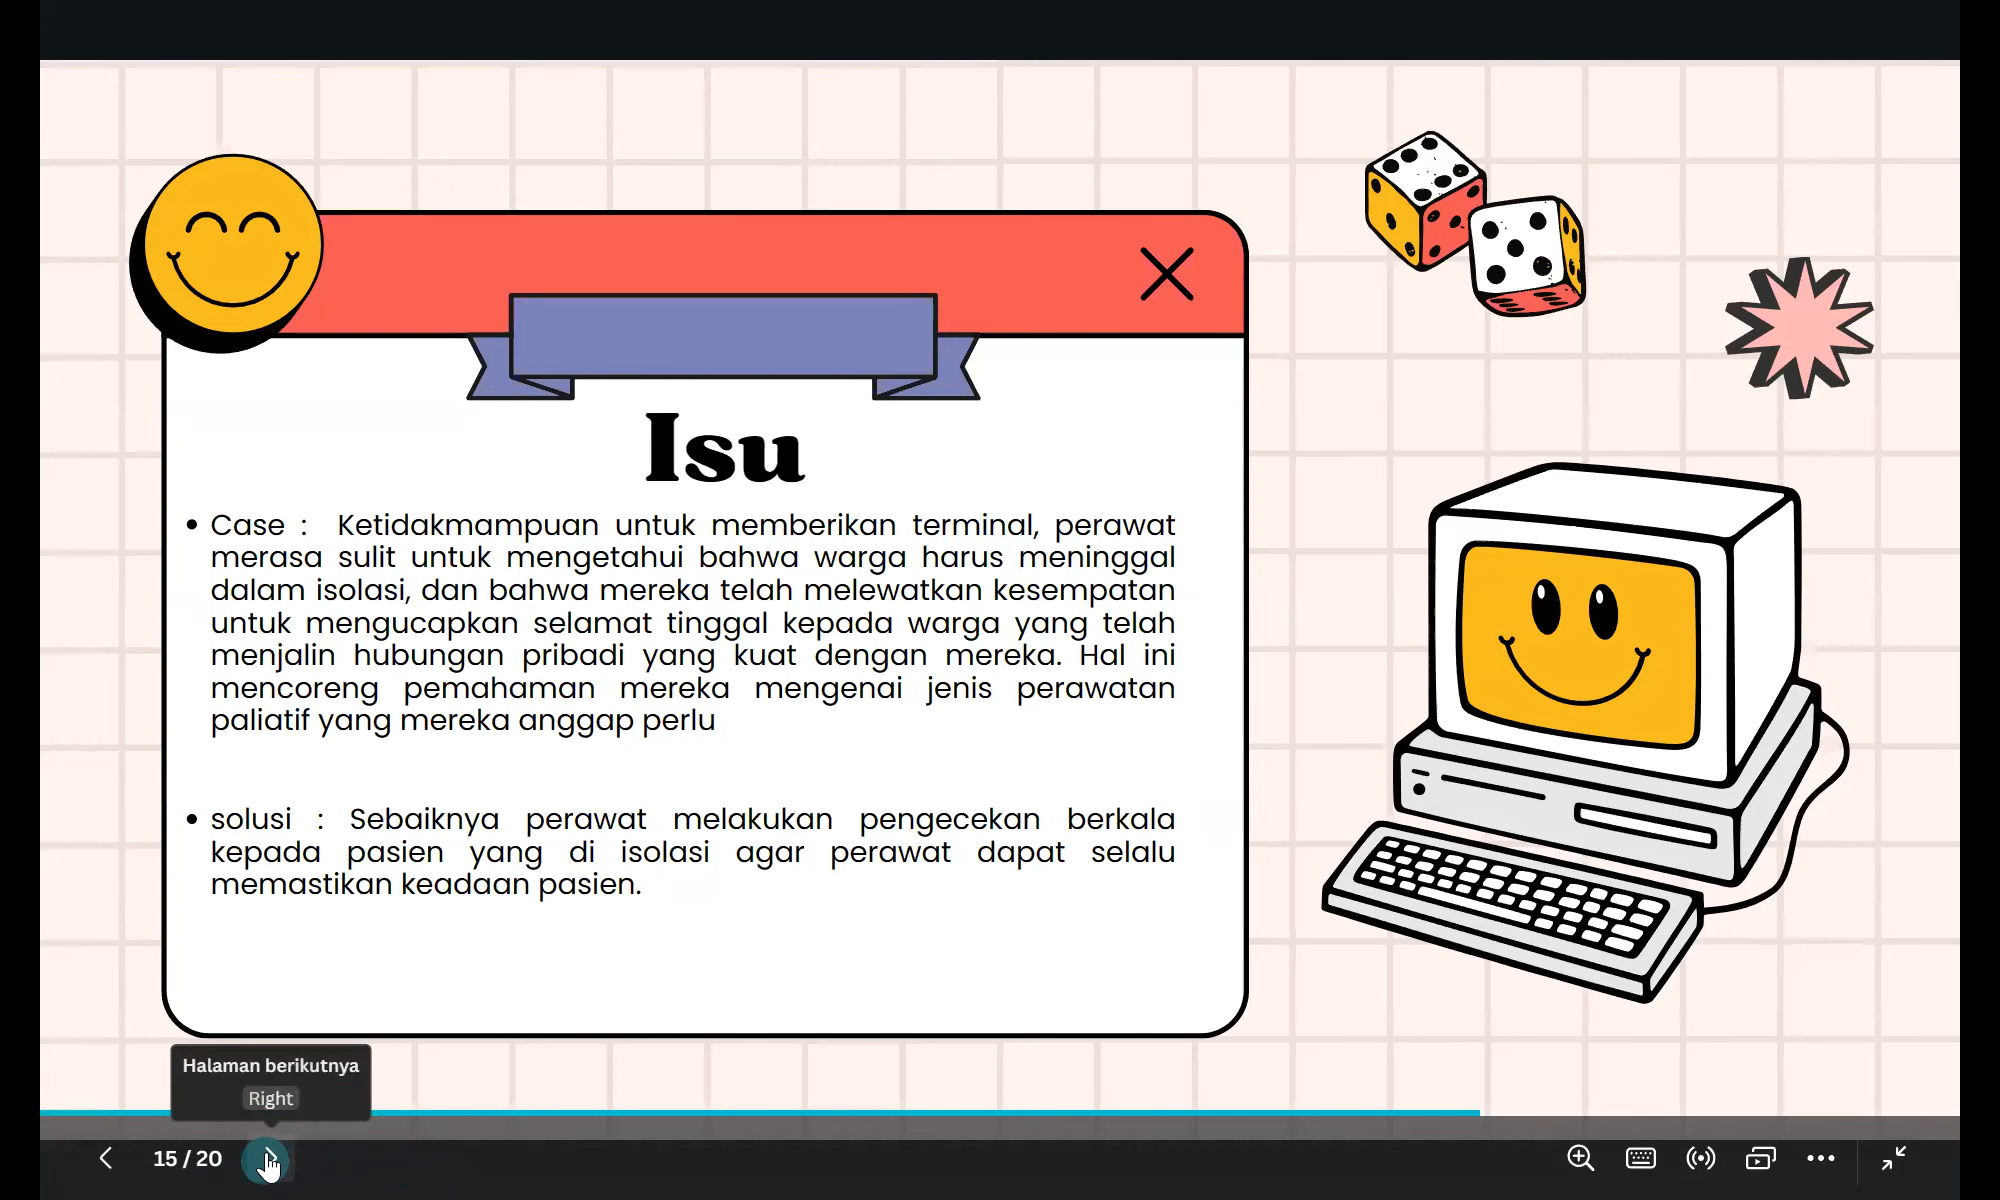 Isu
• Case : Ketidakmampuan untuk memberikan terminal, perawat
merasa sulit untuk mengetahui bahwa warga harus meninggal
dalam isolasi, dan bahwa mereka telah melewatkan kesempatan
untuk mengucapkan selamat tinggal kepada warga yang telah
menjalin hubungan pribadi yang kuat dengan mereka. Hal ini
mencoreng pemahaman mereka mengenai jenis perawatan
paliatif yang mereka anggap perlu
• solusi : Sebaiknya perawat melakukan pengecekan berkala
kepada pasien yang di isolasi agar perawat dapat selalu
memastikan keadaan pasien.
Halaman berikutnya
Right
15 / 20